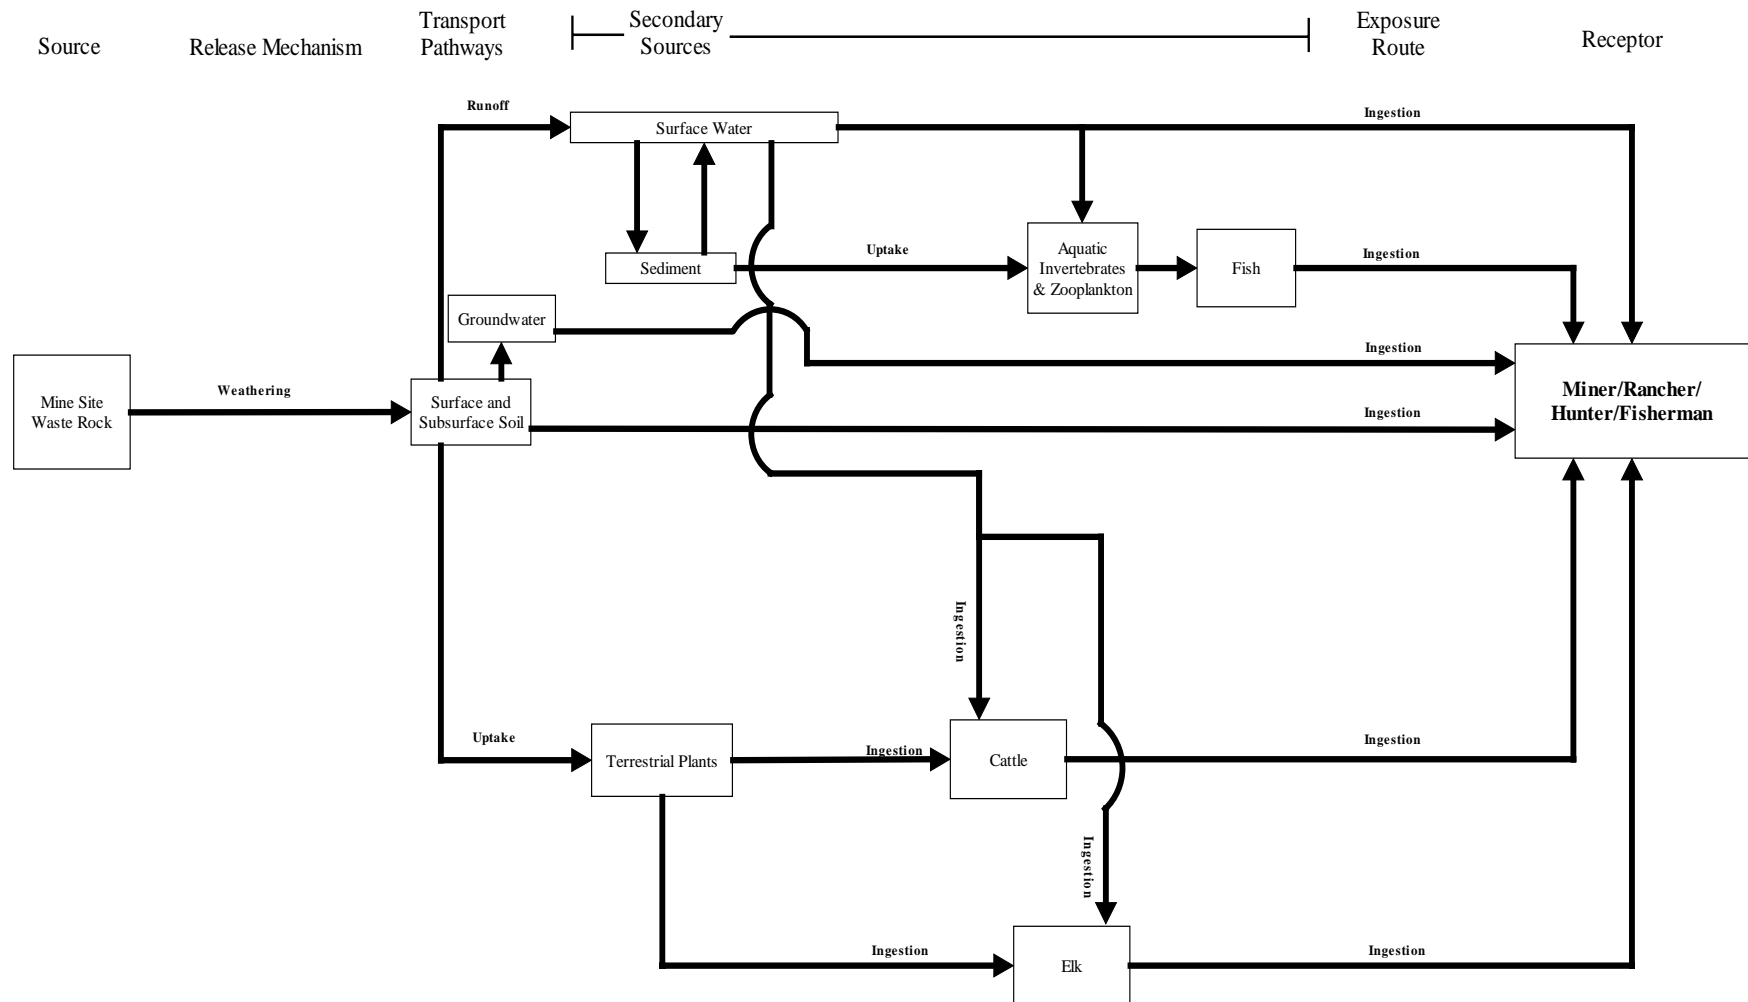 Source
Release Mechanism
Transport
Pathways
Secondary
Sources
Exposure
Route
Receptor
Runoff
Surface Water
Ingestion
Sediment
Uptake
Aquatic
Invertebrates
& Zooplankton
Fish
Ingestion
Groundwater
Ingestion
Mine Site
Waste Rock
Weathering
Surface and
Subsurface Soil
Ingestion
Miner/Rancher/
Hunter/Fisherman
Ingestion
Uptake
Terrestrial Plants
Ingestion
Cattle
Ingestion
Ingestion
Ingestion
Elk
Ingestion